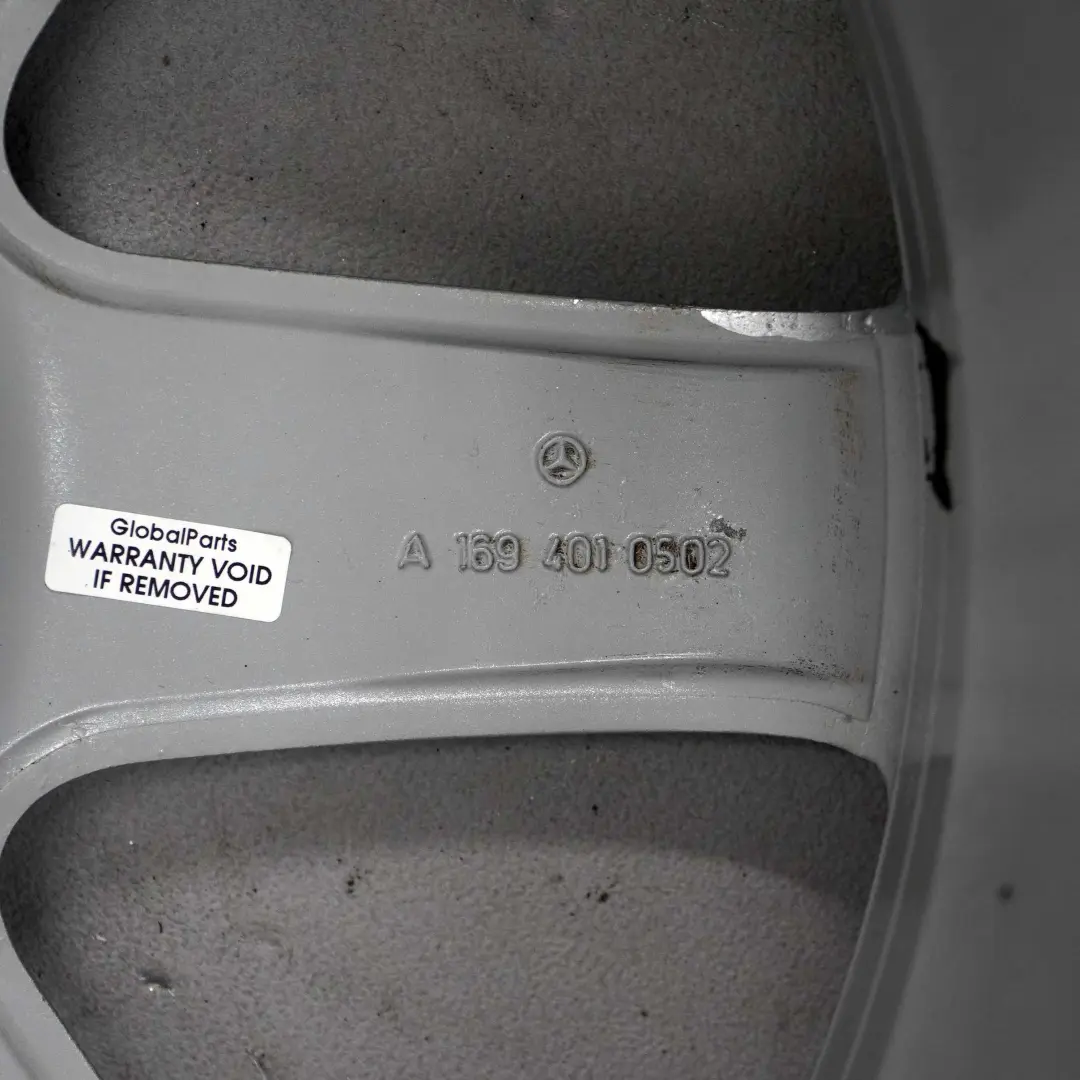 GlobalParts
WARRANTY VOID
IF REMOVED
A 169 401 0502